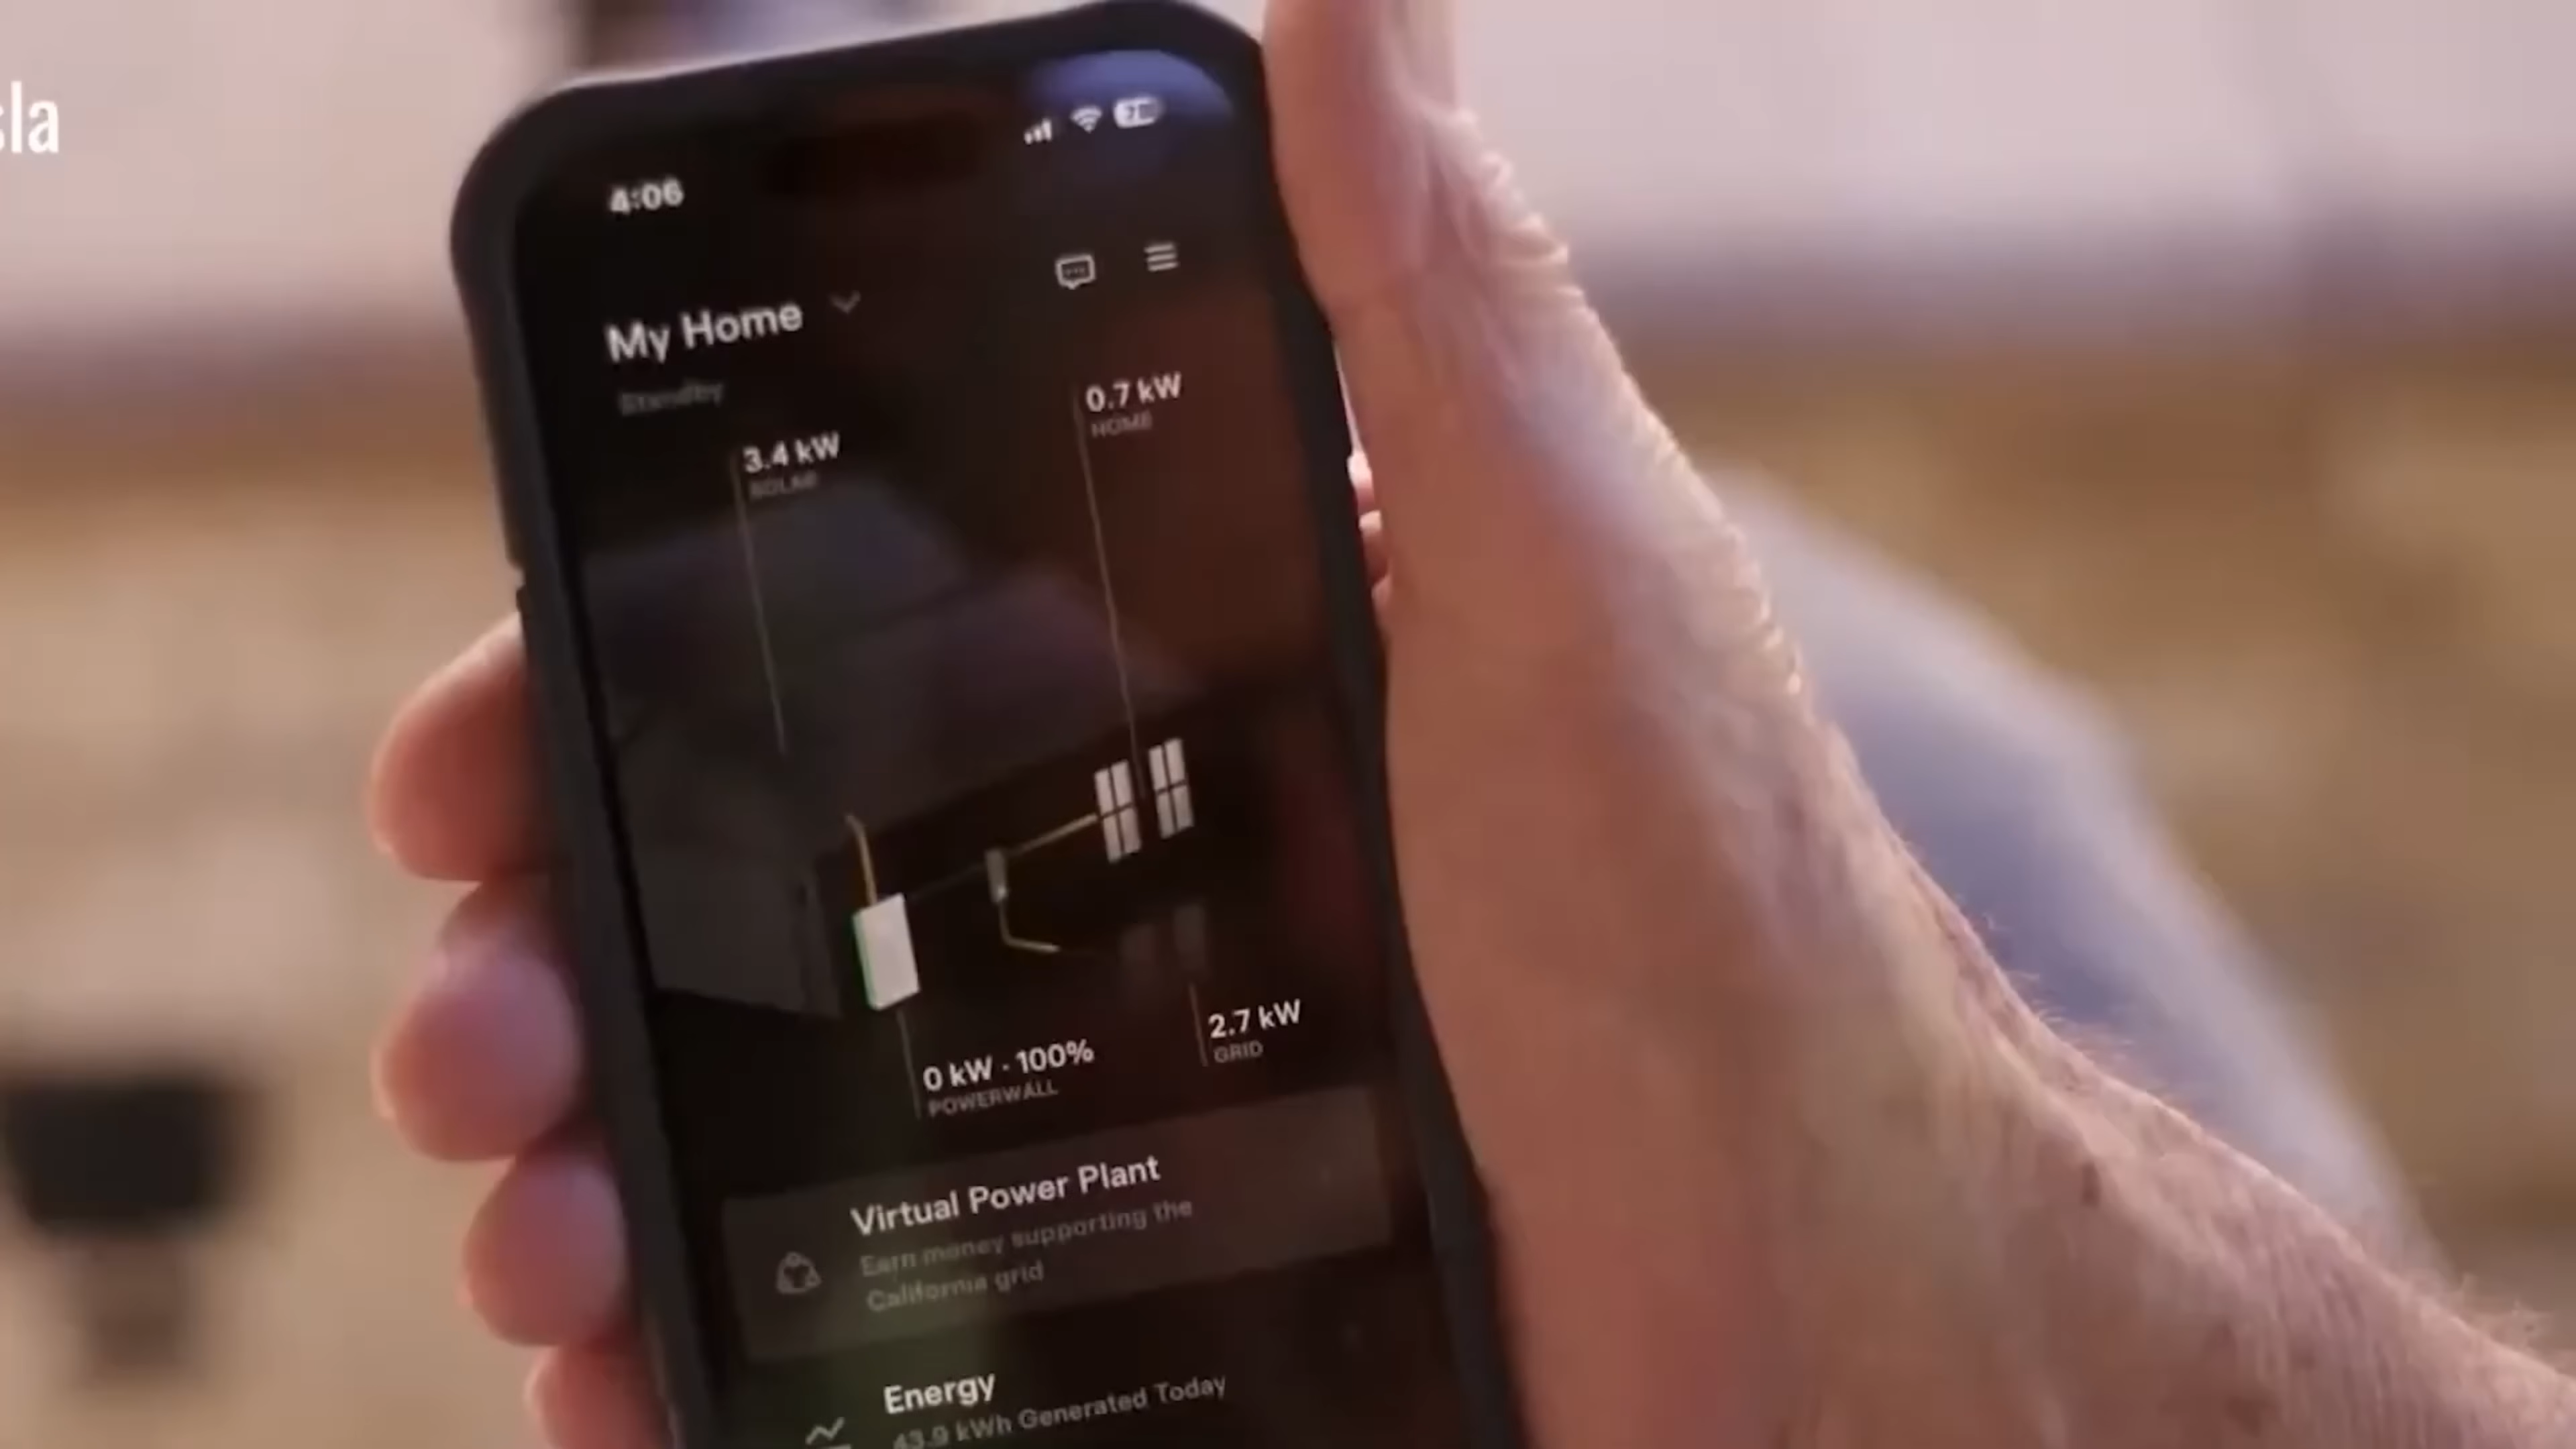 sla
4:06
My Home
Standby
0.7 kW
HOME
3.4 kW
SOLAR
0 kW · 100%
POWERWALL
2.7 kW
GRID
Virtual Power Plant
Earn money supporting the
California grid
Energy
43.9 kWh Generated Today